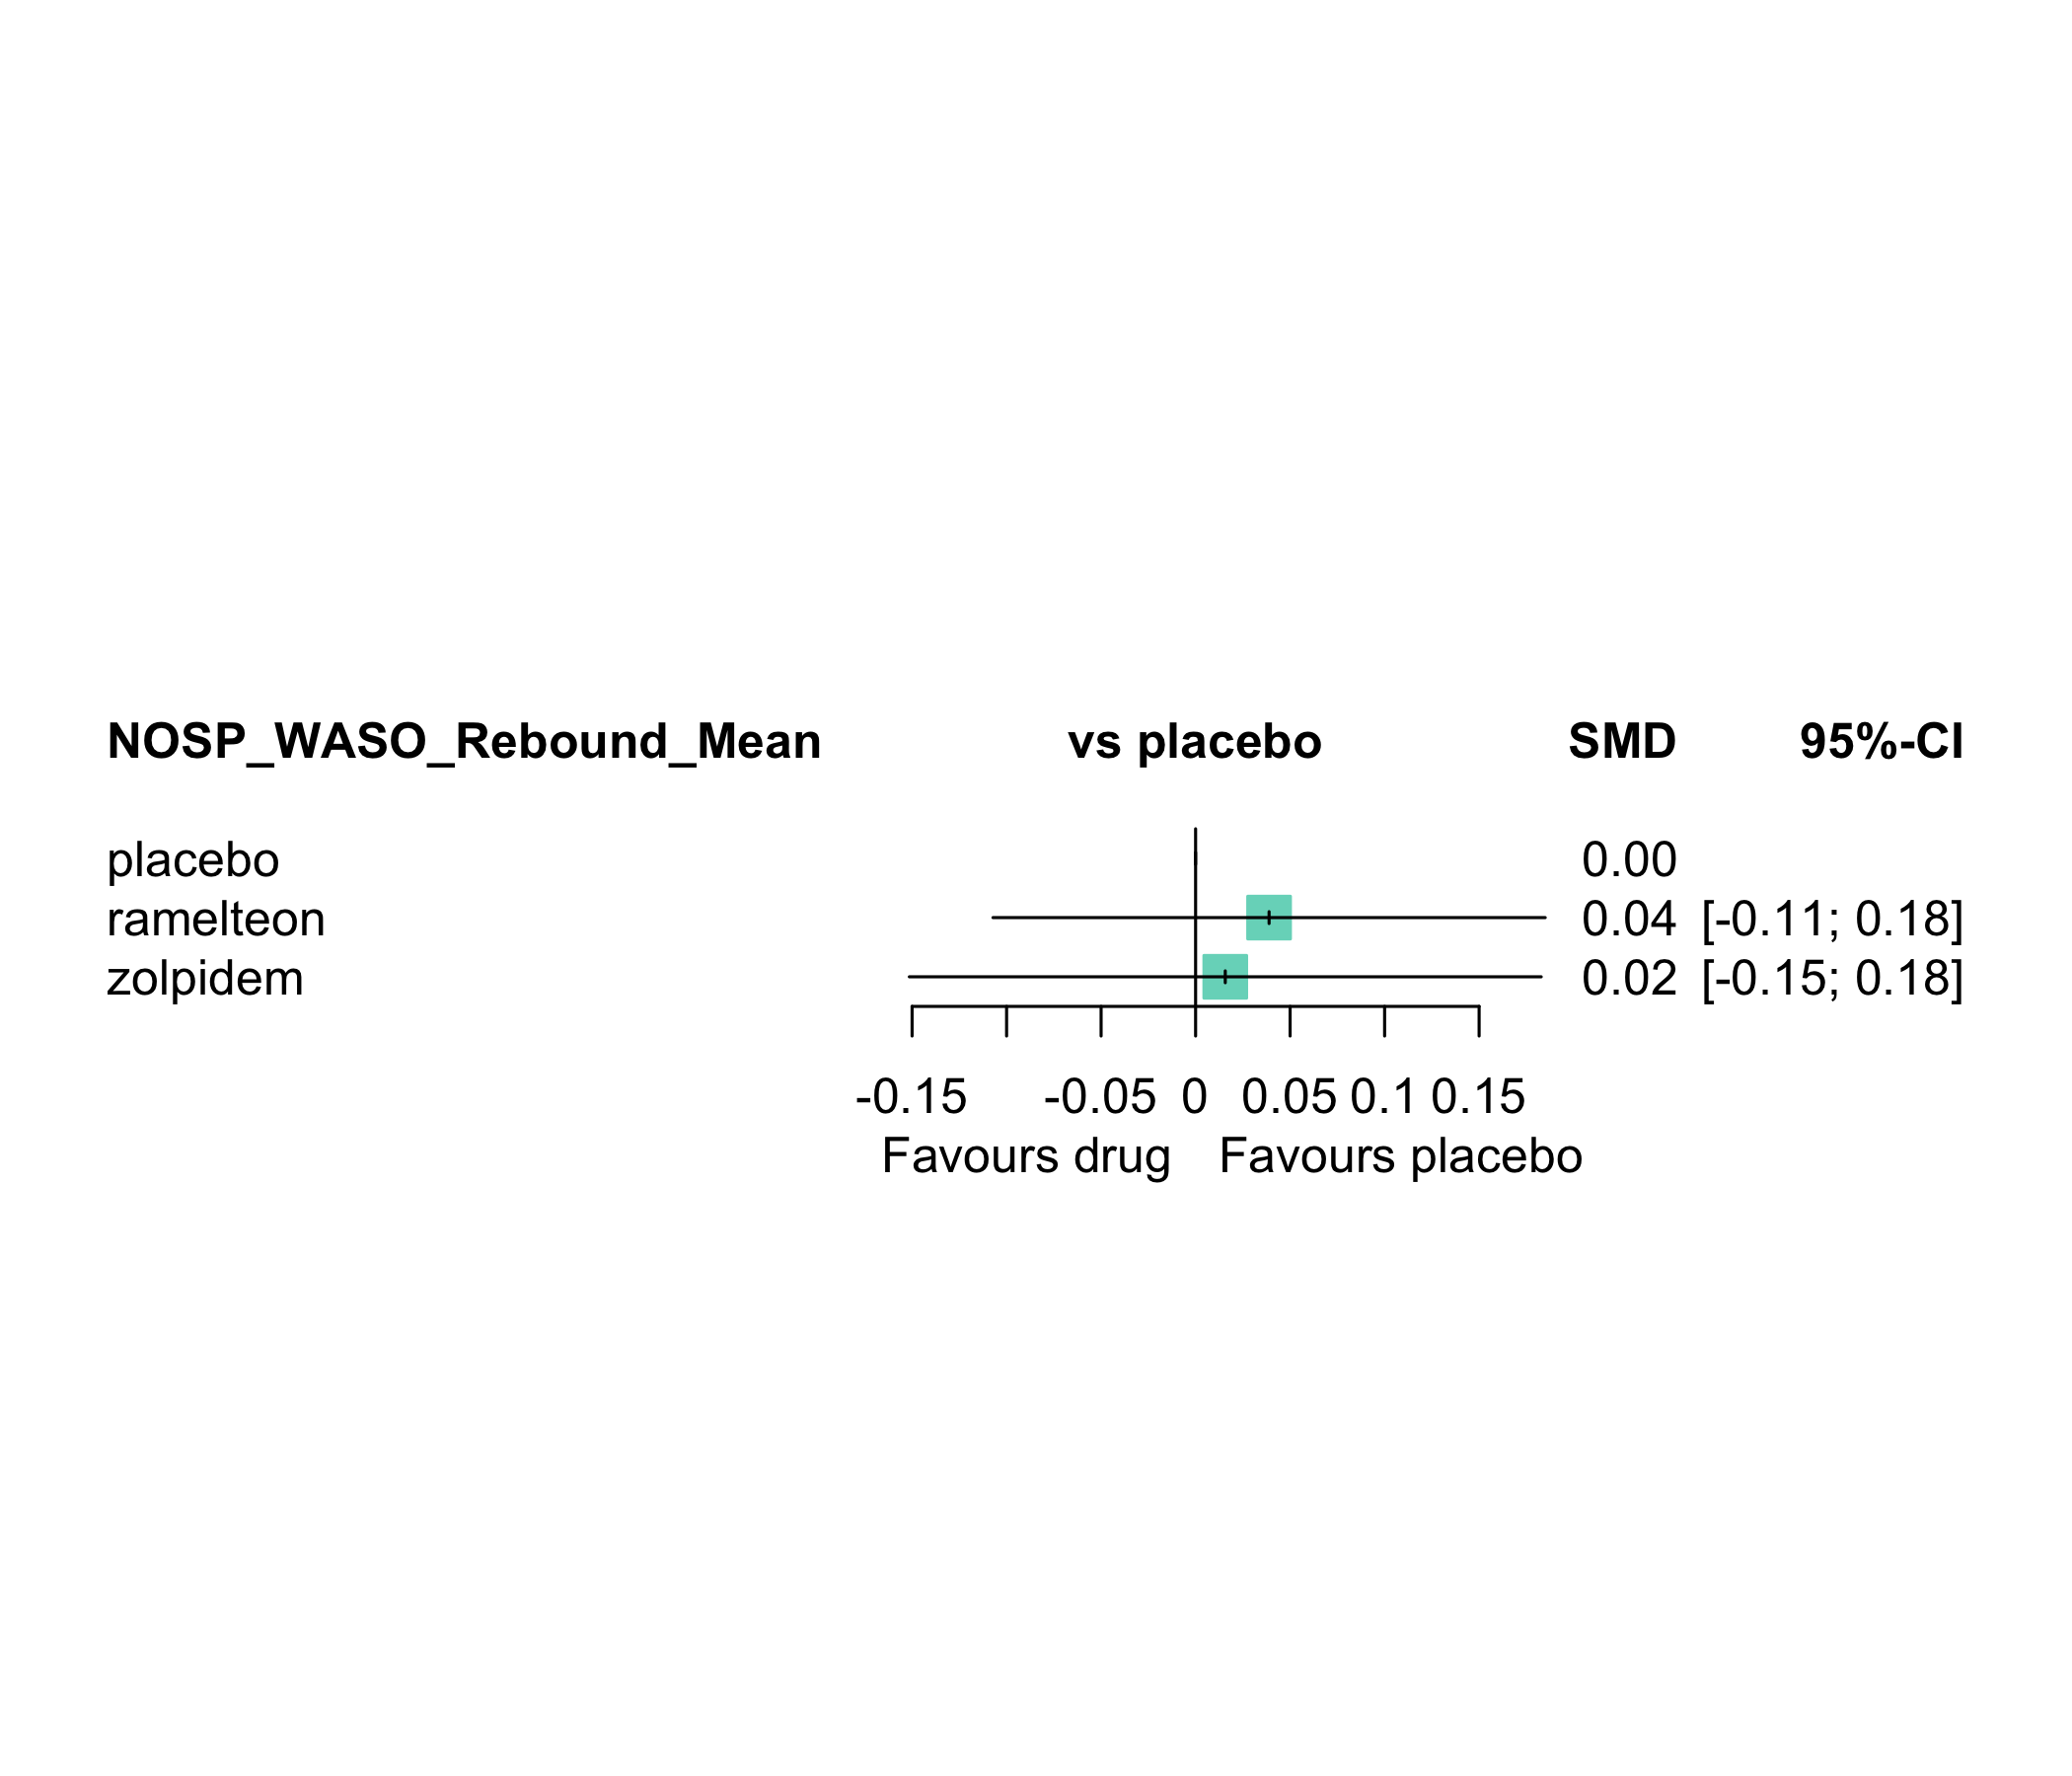 NOSP_WASO_Rebound_Mean vs placebo SMD 95%-CI
placebo 0.00
ramelteon 0.04 [-0.11; 0.18]
zolpidem 0.02 [-0.15; 0.18]
-0.15 -0.05 0 0.05 0.1 0.15
Favours drug Favours placebo